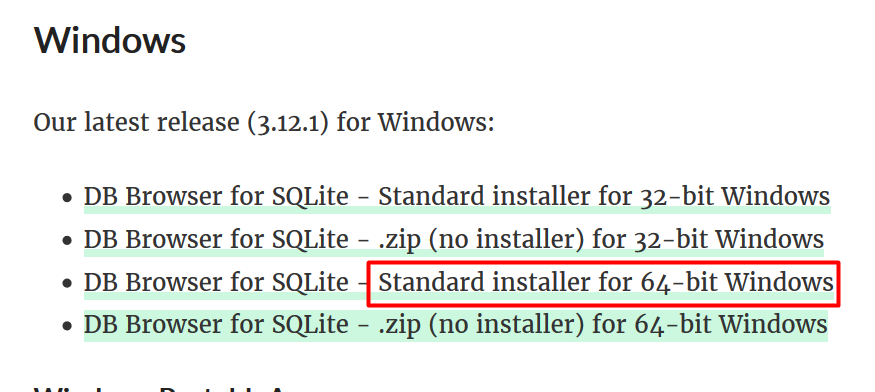 Windows
Our latest release (3.12.1) for Windows:
• DB Browser for SQLite - Standard installer for 32-bit Windows
• DB Browser for SQLite - .zip (no installer) for 32-bit Windows
• DB Browser for SQLite - Standard installer for 64-bit Windows
• DB Browser for SQLite - .zip (no installer) for 64-bit Windows